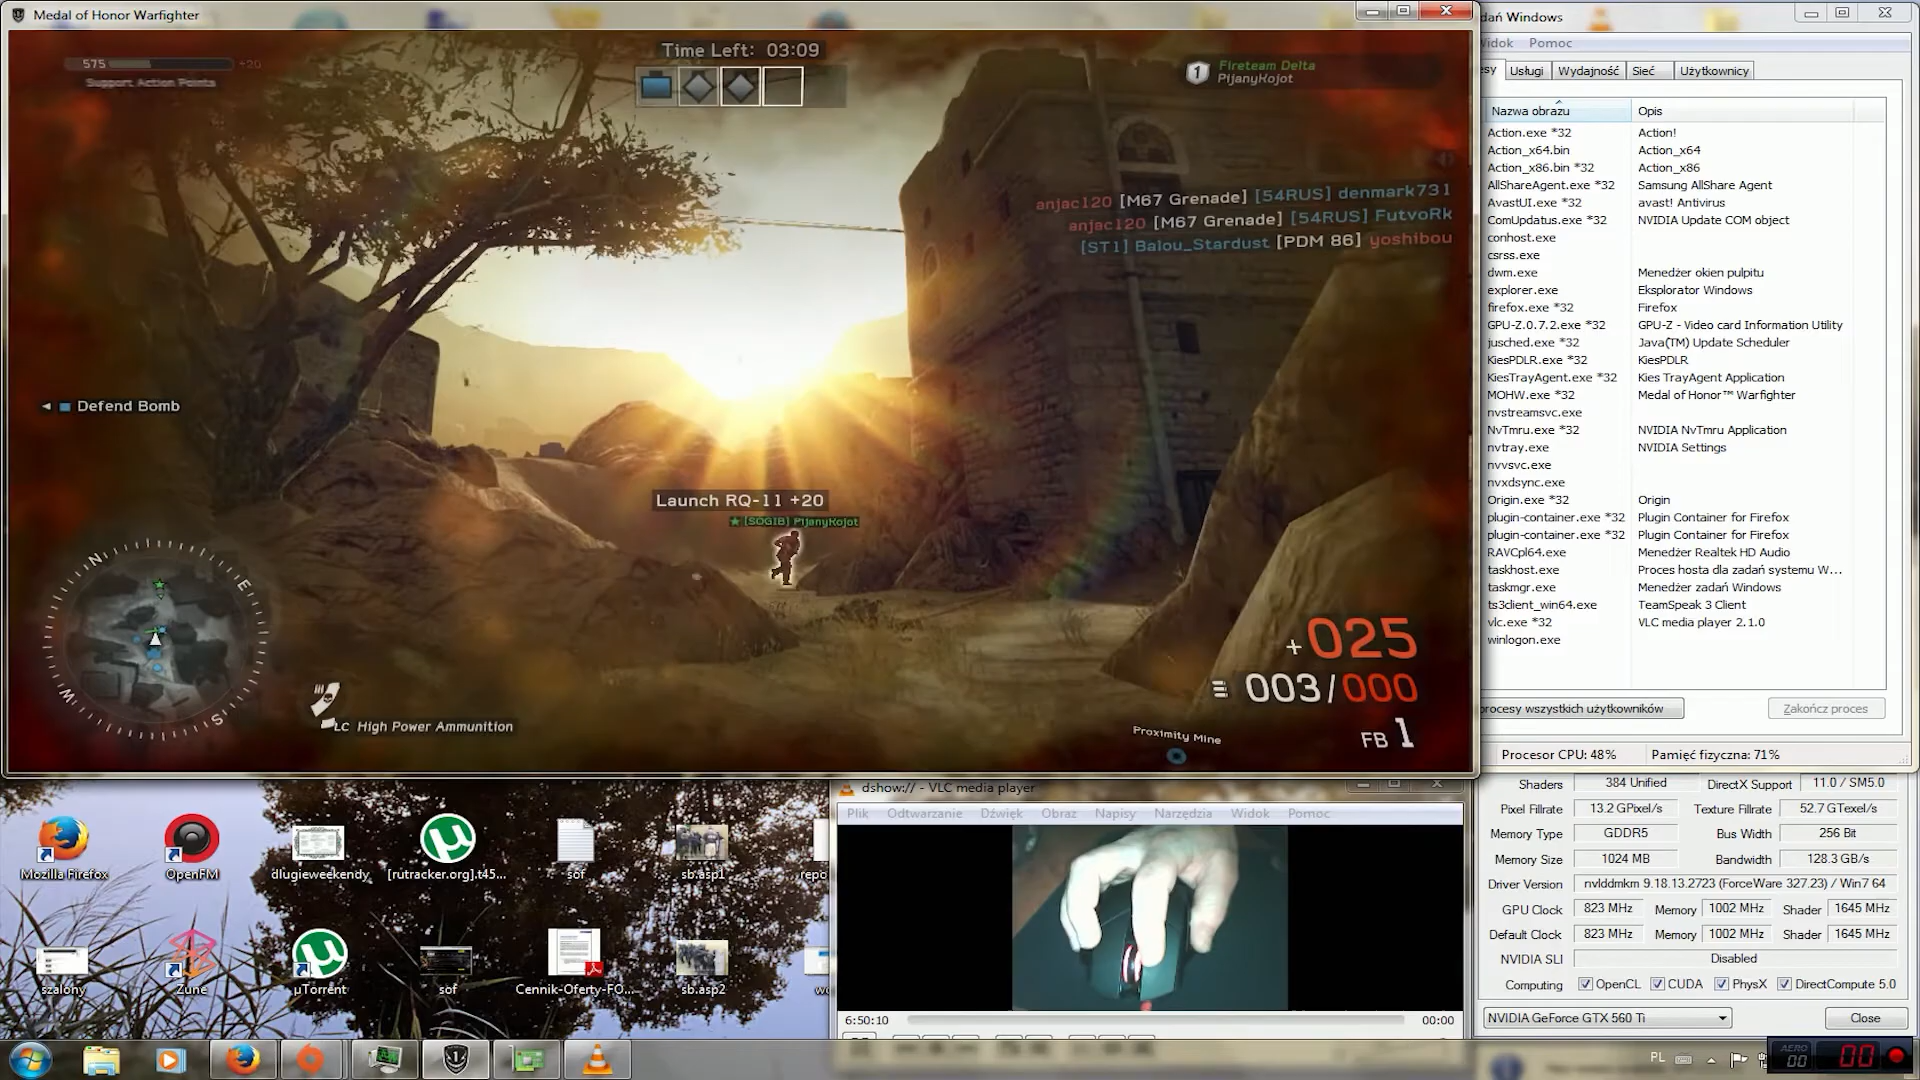 Medal of Honor Warfighter
575
+20
Support Action Points
Time Left: 03:09
1
Fireteam Delta
PijanyKojot
anjac120 [M67 Grenade] [54RUS] denmark731
anjac120 [M67 Grenade] [54RUS] FutvoRk
[ST1] Balou_Stardust [PDM 86] yoshibou
Defend Bomb
Launch RQ-11 +20
[SOGIB] PijanyKojot
N
E
W
S
LC High Power Ammunition
+025
003/000
Proximity Mine
FB 1
dań Windows
Widok Pomoc
esy Usługi Wydajność Sieć Użytkownicy
Nazwa obrazu Opis
Action.exe *32 Action!
Action_x64.bin Action_x64
Action_x86.bin *32 Action_x86
AllShareAgent.exe *32 Samsung AllShare Agent
AvastUI.exe *32 avast! Antivirus
ComUpdatus.exe *32 NVIDIA Update COM object
conhost.exe
csrss.exe
dwm.exe Menedżer okien pulpitu
explorer.exe Eksplorator Windows
firefox.exe *32 Firefox
GPU-Z.0.7.2.exe *32 GPU-Z - Video card Information Utility
jusched.exe *32 Java(TM) Update Scheduler
KiesPDLR.exe *32 KiesPDLR
KiesTrayAgent.exe *32 Kies TrayAgent Application
MOHW.exe *32 Medal of Honor™ Warfighter
nvstreamsvc.exe
NvTmru.exe *32 NVIDIA NvTmru Application
nvtray.exe NVIDIA Settings
nvvsvc.exe
nvxdsync.exe
Origin.exe *32 Origin
plugin-container.exe *32 Plugin Container for Firefox
plugin-container.exe *32 Plugin Container for Firefox
RAVCpl64.exe Menedżer Realtek HD Audio
taskhost.exe Proces hosta dla zadań systemu W...
taskmgr.exe Menedżer zadań Windows
ts3client_win64.exe TeamSpeak 3 Client
vlc.exe *32 VLC media player 2.1.0
winlogon.exe
procesy wszystkich użytkowników Zakończ proces
Procesor CPU: 48% Pamięć fizyczna: 71%
Shaders 384 Unified DirectX Support 11.0 / SM5.0
Pixel Fillrate 13.2 GPixel/s Texture Fillrate 52.7 GTexel/s
Memory Type GDDR5 Bus Width 256 Bit
Memory Size 1024 MB Bandwidth 128.3 GB/s
Driver Version nvlddmkm 9.18.13.2723 (ForceWare 327.23) / Win7 64
GPU Clock 823 MHz Memory 1002 MHz Shader 1645 MHz
Default Clock 823 MHz Memory 1002 MHz Shader 1645 MHz
NVIDIA SLI Disabled
Computing OpenCL CUDA PhysX DirectCompute 5.0
NVIDIA GeForce GTX 560 Ti Close
dshow:// - VLC media player
Plik Odtwarzanie Dźwięk Obraz Napisy Narzędzia Widok Pomoc
6:50:10 00:00
Mozilla Firefox OpenFM dlugieweekendy [rutracker.org].t45... sof sb.asp1 repo
szalony Zune µTorrent sof Cennik-Oferty-FO... sb.asp2
PL
AERO
00
00